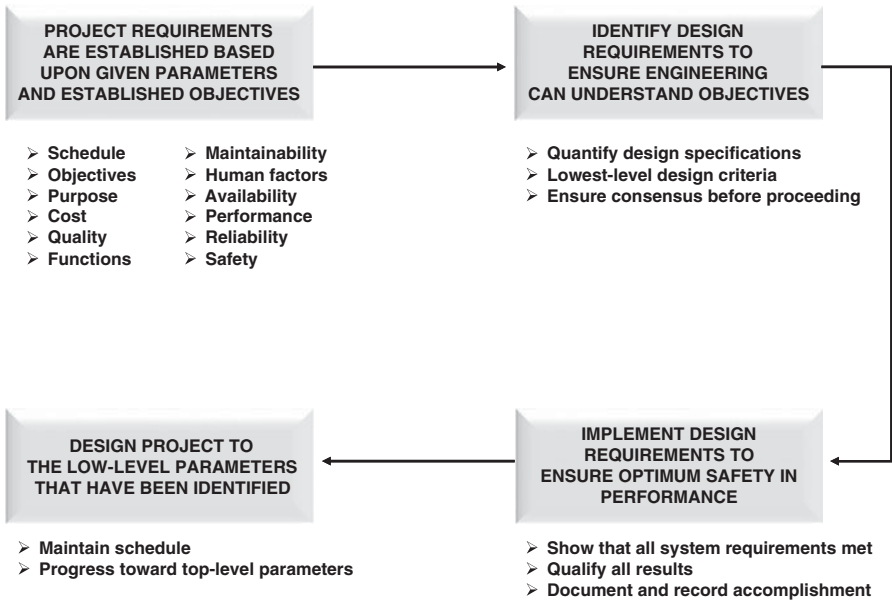 PROJECT REQUIREMENTS
ARE ESTABLISHED BASED
UPON GIVEN PARAMETERS
AND ESTABLISHED OBJECTIVES
➢ Schedule
➢ Objectives
➢ Purpose
➢ Cost
➢ Quality
➢ Functions
➢ Maintainability
➢ Human factors
➢ Availability
➢ Performance
➢ Reliability
➢ Safety
IDENTIFY DESIGN
REQUIREMENTS TO
ENSURE ENGINEERING
CAN UNDERSTAND OBJECTIVES
➢ Quantify design specifications
➢ Lowest-level design criteria
➢ Ensure consensus before proceeding
IMPLEMENT DESIGN
REQUIREMENTS TO
ENSURE OPTIMUM SAFETY IN
PERFORMANCE
➢ Show that all system requirements met
➢ Qualify all results
➢ Document and record accomplishment
DESIGN PROJECT TO
THE LOW-LEVEL PARAMETERS
THAT HAVE BEEN IDENTIFIED
➢ Maintain schedule
➢ Progress toward top-level parameters